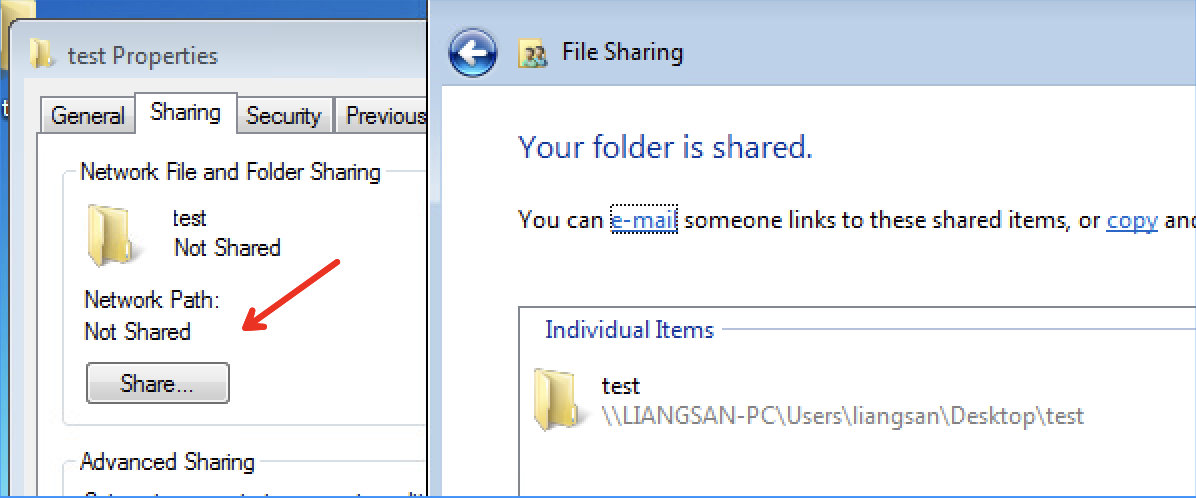 t
test Properties
General Sharing Security Previous
Network File and Folder Sharing
test
Not Shared
Network Path:
Not Shared
Share...
Advanced Sharing
File Sharing
Your folder is shared.
You can e-mail someone links to these shared items, or copy and
Individual Items
test
\\LIANGSAN-PC\Users\liangsan\Desktop\test